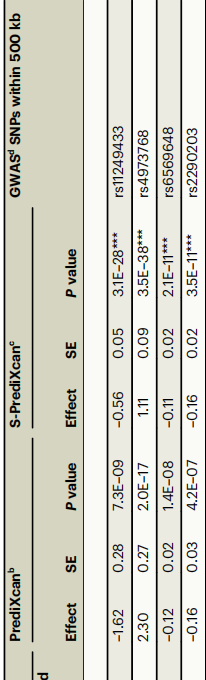 d PrediXcanᵇ S-PrediXcanᶜ GWASᵈ SNPs within 500 kb
Effect SE P value Effect SE P value
−1.62 0.28 7.3E−09 −0.56 0.05 3.1E−28*** rs11249433
2.30 0.27 2.0E−17 1.11 0.09 3.5E−38*** rs4973768
−0.12 0.02 1.4E−08 −0.11 0.02 2.1E−11*** rs6569648
−0.16 0.03 4.2E−07 −0.16 0.02 3.5E−11*** rs2290203